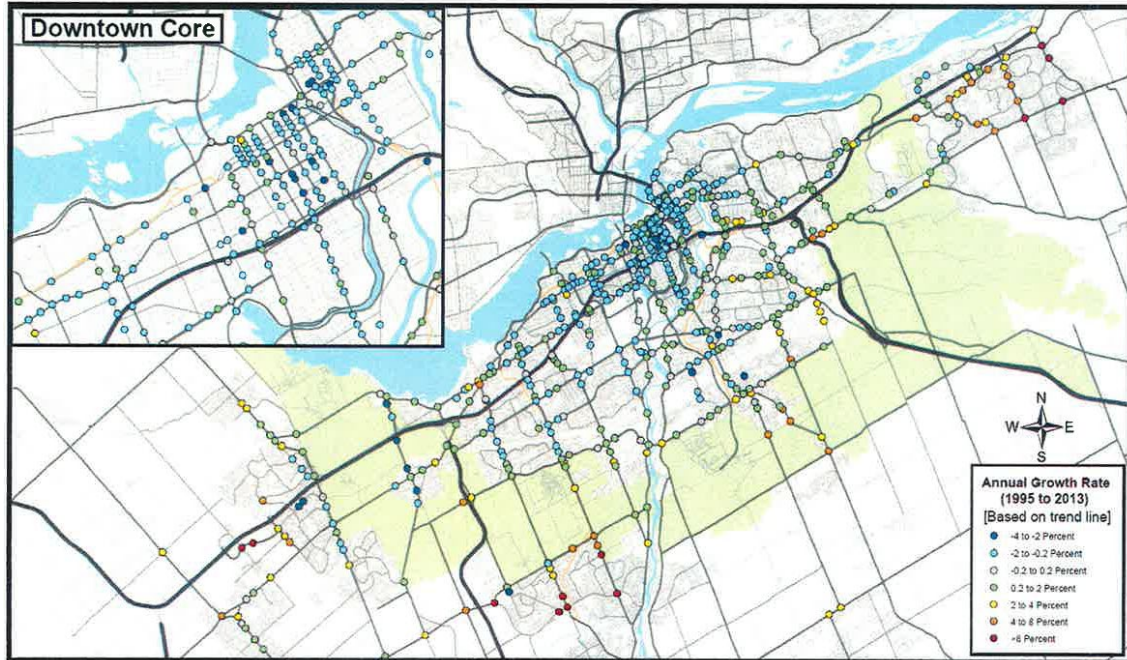 Downtown Core
N
W E
S
Annual Growth Rate
(1995 to 2013)
[Based on trend line]
-4 to -2 Percent
-2 to -0.2 Percent
-0.2 to 0.2 Percent
0.2 to 2 Percent
2 to 4 Percent
4 to 6 Percent
>6 Percent